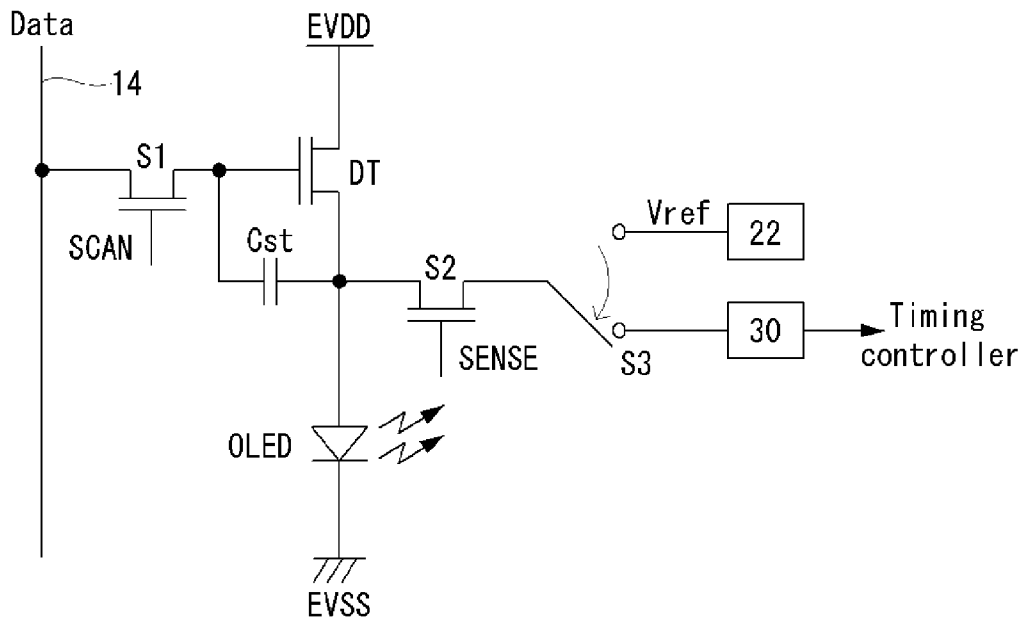 Data
EVDD
14
S1
DT
SCAN
Cst
S2
Vref
22
SENSE
S3
30
Timing
controller
OLED
EVSS